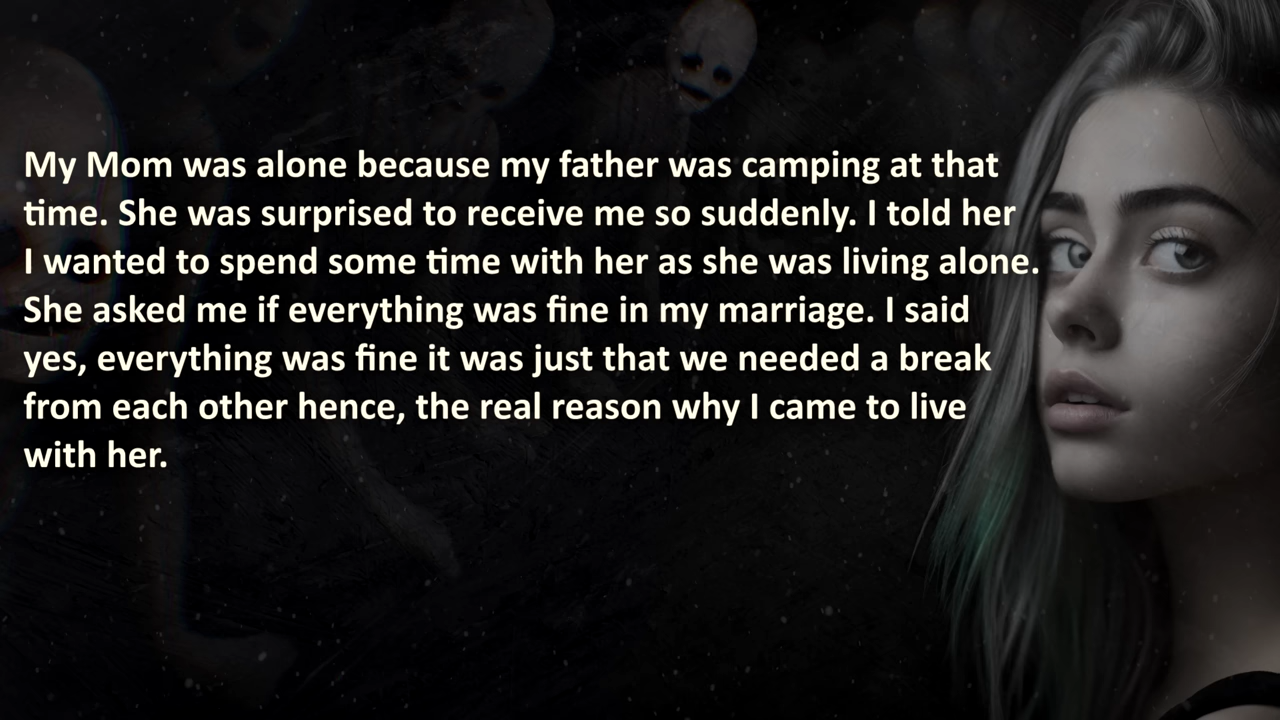 My Mom was alone because my father was camping at that
time. She was surprised to receive me so suddenly. I told her
I wanted to spend some time with her as she was living alone.
She asked me if everything was fine in my marriage. I said
yes, everything was fine it was just that we needed a break
from each other hence, the real reason why I came to live
with her.